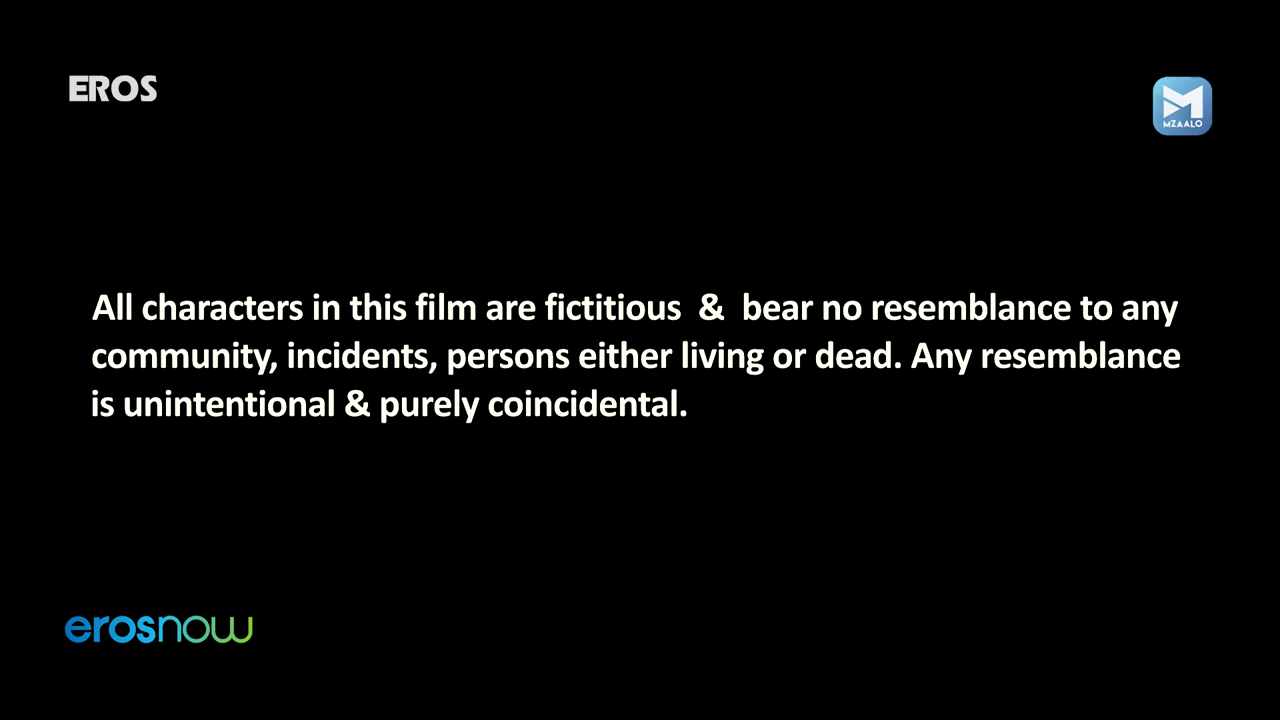 EROS
MZAALO
All characters in this film are fictitious & bear no resemblance to any
community, incidents, persons either living or dead. Any resemblance
is unintentional & purely coincidental.
erosnow